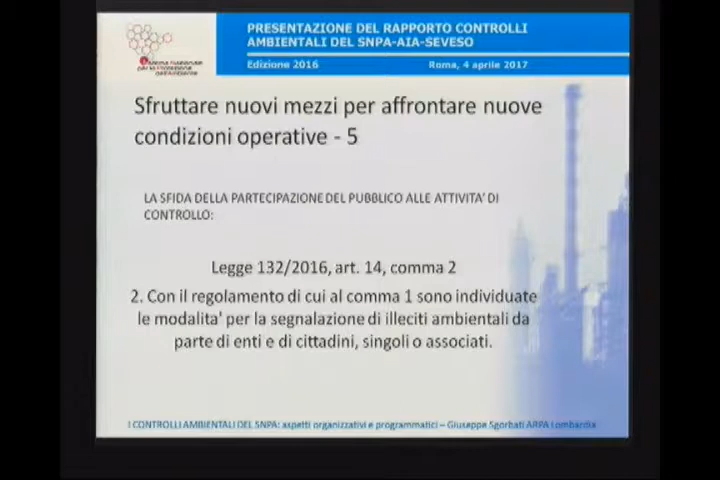 PRESENTAZIONE DEL RAPPORTO CONTROLLI
AMBIENTALI DEL SNPA-AIA-SEVESO
Edizione 2016 Roma, 4 aprile 2017
Sfruttare nuovi mezzi per affrontare nuove
condizioni operative - 5
LA SFIDA DELLA PARTECIPAZIONE DEL PUBBLICO ALLE ATTIVITA' DI
CONTROLLO:
Legge 132/2016, art. 14, comma 2
2. Con il regolamento di cui al comma 1 sono individuate
le modalita' per la segnalazione di illeciti ambientali da
parte di enti e di cittadini, singoli o associati.
I CONTROLLI AMBIENTALI DEL SNPA: aspetti organizzativi e programmatici – Giuseppe Sgorbati ARPA Lombardia